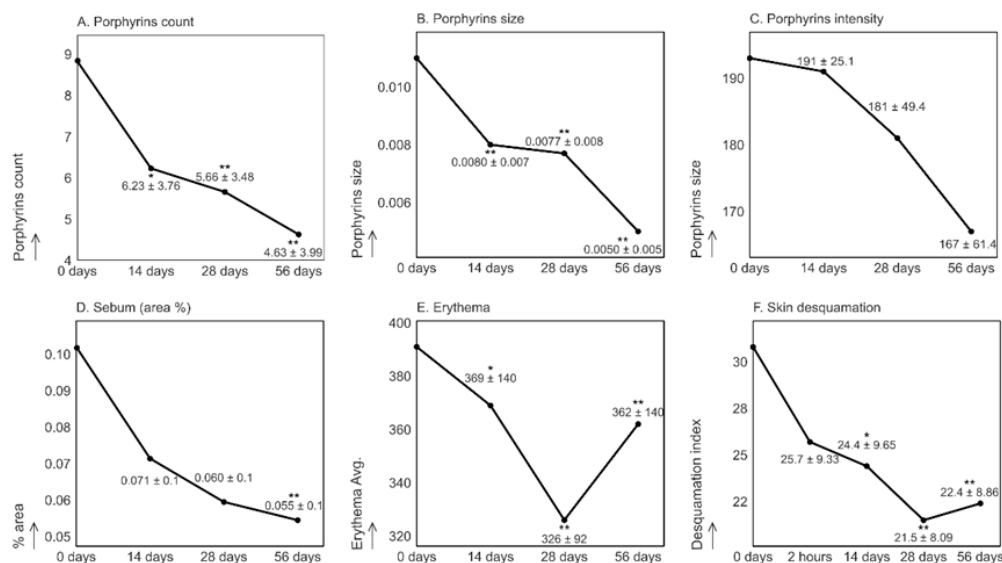 A. Porphyrins count
9
8
7
6
5
4
Porphyrins count
*
6.23 ± 3.76
**
5.66 ± 3.48
**
4.63 ± 3.99
0 days
14 days
28 days
56 days
B. Porphyrins size
0.010
0.008
0.006
Porphyrins size
**
0.0080 ± 0.007
**
0.0077 ± 0.008
**
0.0050 ± 0.005
0 days
14 days
28 days
56 days
C. Porphyrins intensity
190
180
170
Porphyrins size
191 ± 25.1
181 ± 49.4
167 ± 61.4
0 days
14 days
28 days
56 days
D. Sebum (area %)
0.10
0.09
0.08
0.07
0.06
0.05
% area
0.071 ± 0.1
0.060 ± 0.1
**
0.055 ± 0.1
0 days
14 days
28 days
56 days
E. Erythema
400
380
360
340
320
Erythema Avg.
*
369 ± 140
**
326 ± 92
**
362 ± 140
0 days
14 days
28 days
56 days
F. Skin desquamation
30
28
25
22
Desquamation index
25.7 ± 9.33
*
24.4 ± 9.65
**
21.5 ± 8.09
**
22.4 ± 8.86
0 days
2 hours
14 days
28 days
56 days